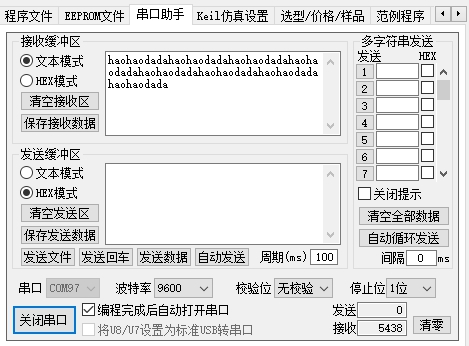 程序文件 EEPROM文件 串口助手 Keil仿真设置 选型/价格/样品 范例程序
接收缓冲区
文本模式
HEX模式
清空接收区
保存接收数据
haohaodadahaohaodadahaohaodadahaoha
odadahaohaodadahaohaodadahaohaodada
haohaodada
发送缓冲区
文本模式
HEX模式
清空发送区
保存发送数据
发送文件 发送回车 发送数据 自动发送 周期(ms) 100
多字符串发送
发送 HEX
1
2
3
4
5
6
7
关闭提示
清空全部数据
自动循环发送
间隔 0 ms
串口 COM97 波特率 9600 校验位 无校验 停止位 1位
关闭串口
编程完成后自动打开串口
将U8/U7设置为标准USB转串口
发送 0
接收 5438
清零